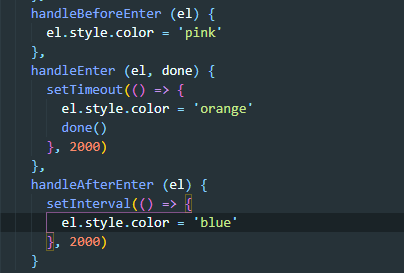 handleBeforeEnter (el) {
  el.style.color = 'pink'
},
handleEnter (el, done) {
  setTimeout(() => {
    el.style.color = 'orange'
    done()
  }, 2000)
},
handleAfterEnter (el) {
  setInterval(() => {
    el.style.color = 'blue'
  }, 2000)
}